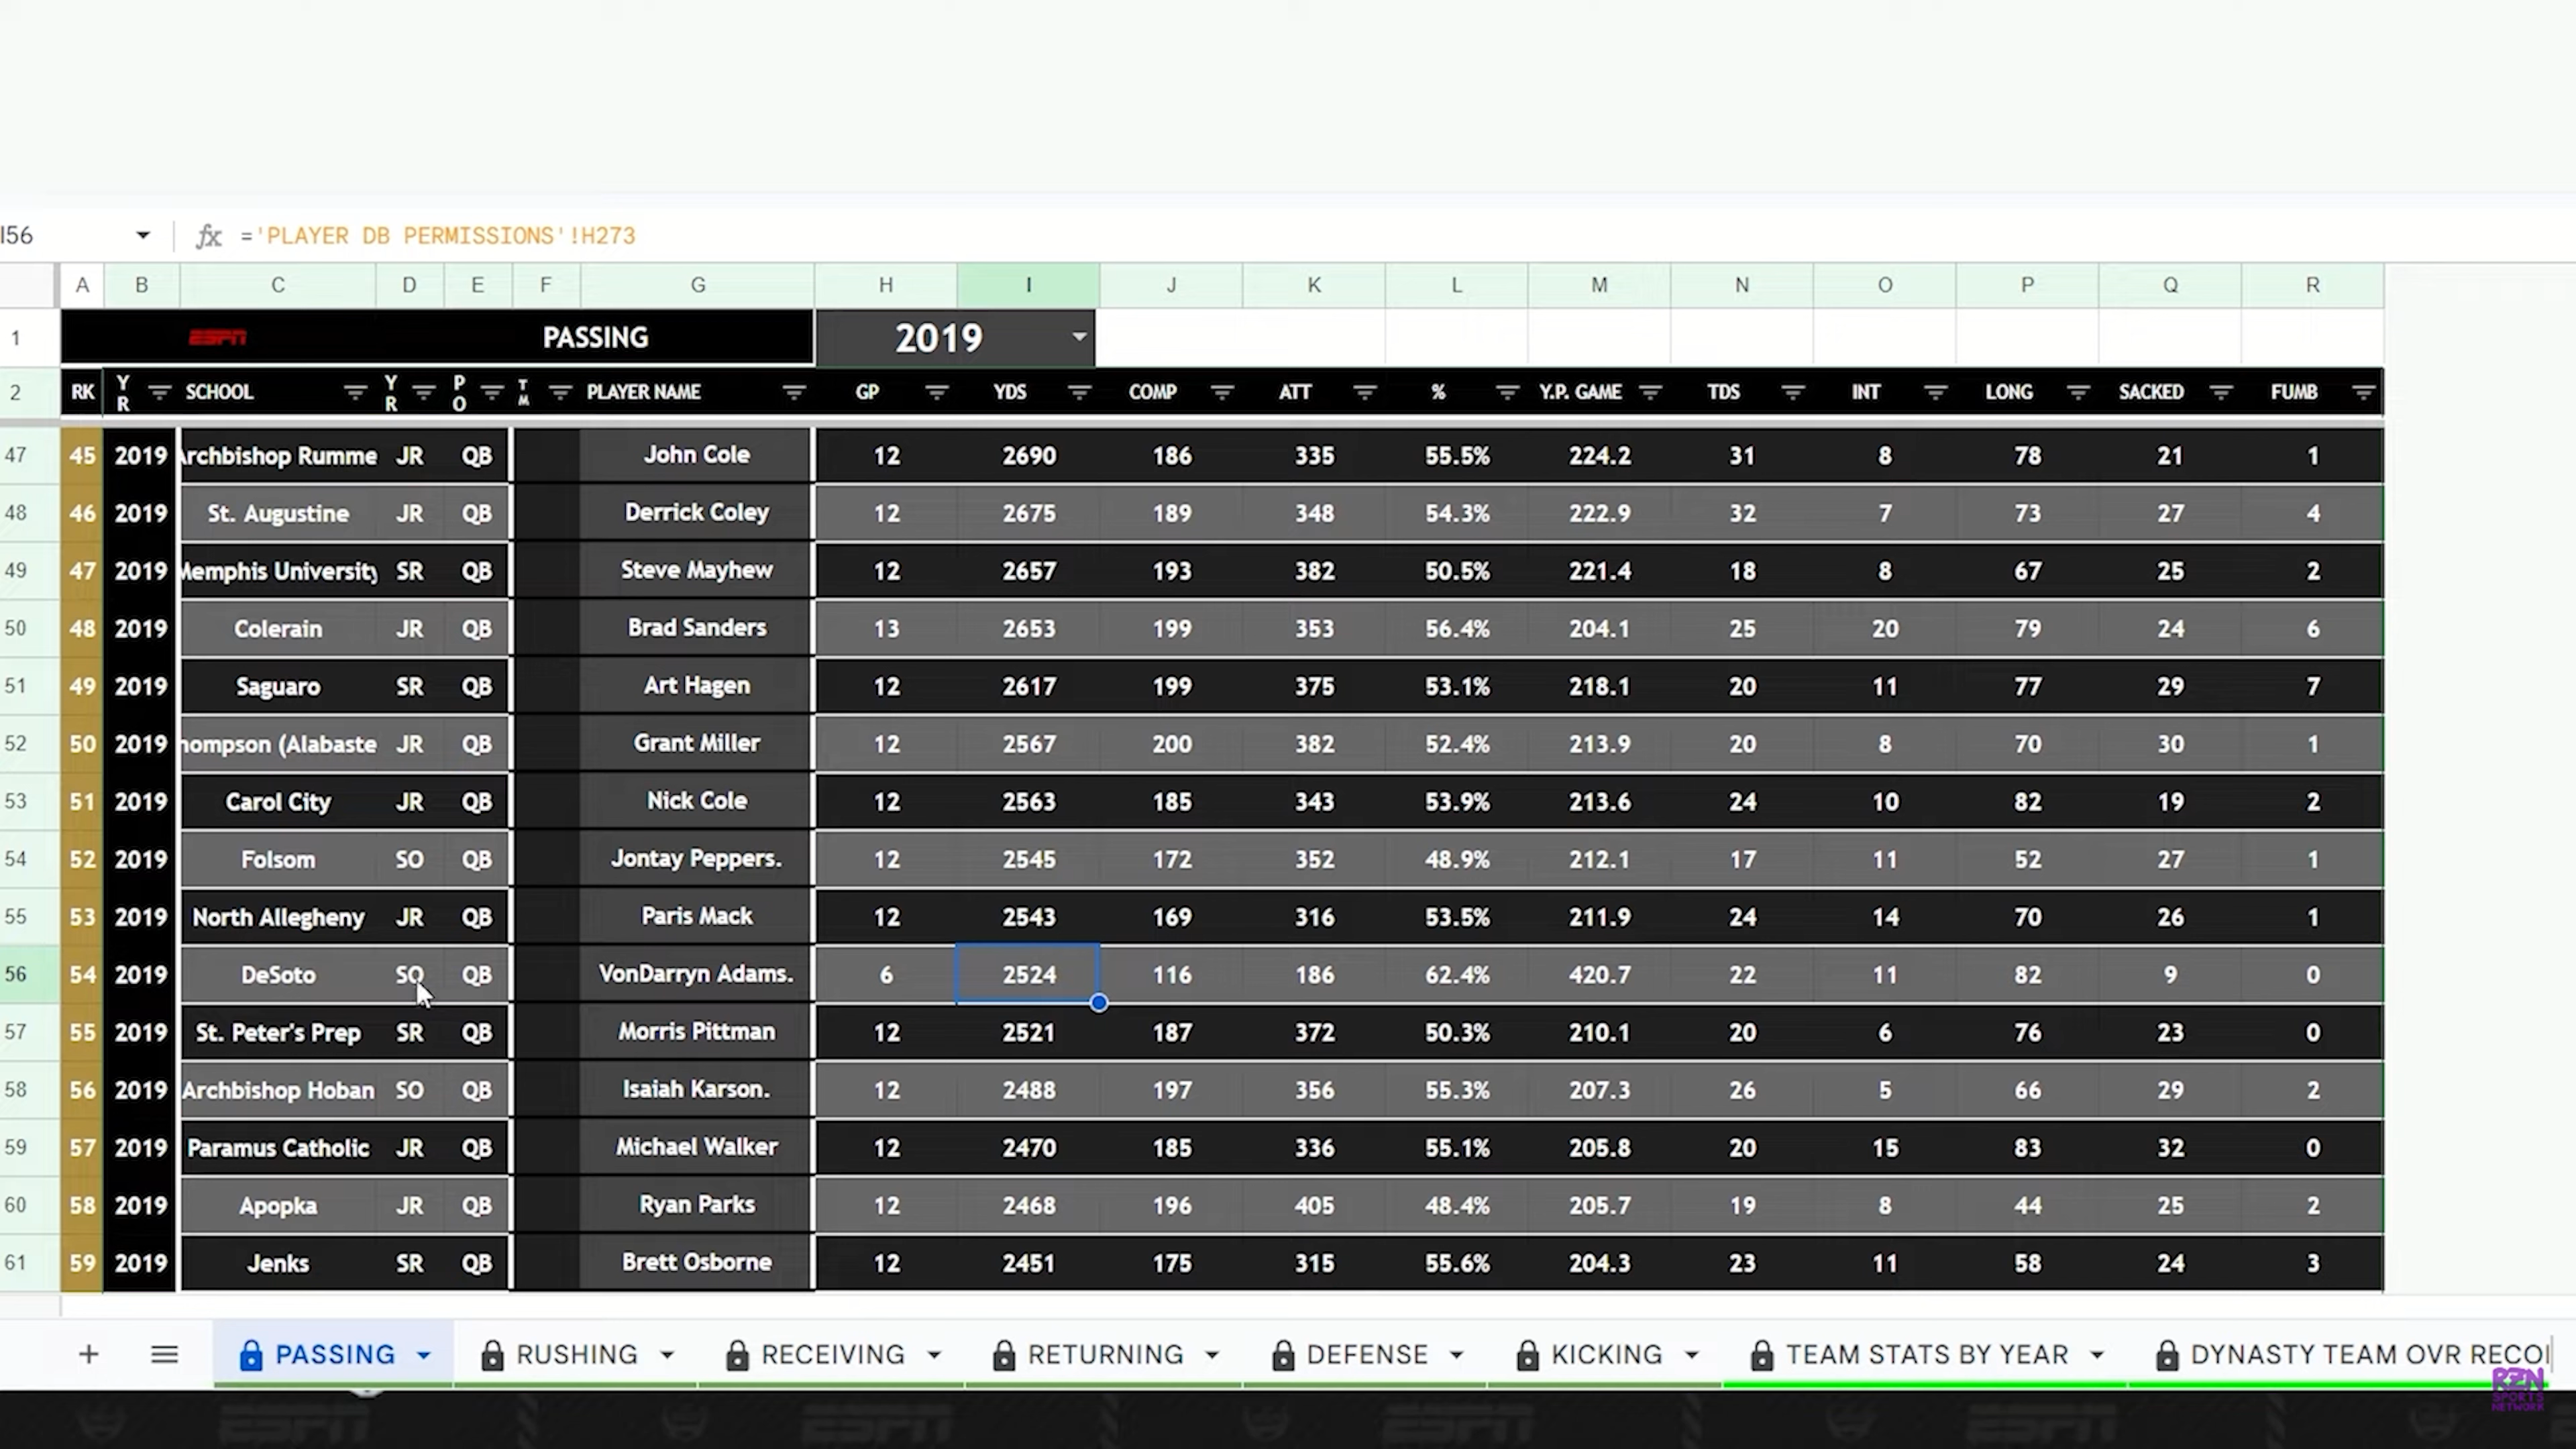 I56 fx ='PLAYER DB PERMISSIONS'!H273
A B C D E F G H I J K L M N O P Q R
1 ESPN PASSING 2019
2 RK YR SCHOOL YR PO TM PLAYER NAME GP YDS COMP ATT % Y.P. GAME TDS INT LONG SACKED FUMB
47 45 2019 Archbishop Rumme JR QB John Cole 12 2690 186 335 55.5% 224.2 31 8 78 21 1
48 46 2019 St. Augustine JR QB Derrick Coley 12 2675 189 348 54.3% 222.9 32 7 73 27 4
49 47 2019 Memphis University SR QB Steve Mayhew 12 2657 193 382 50.5% 221.4 18 8 67 25 2
50 48 2019 Colerain JR QB Brad Sanders 13 2653 199 353 56.4% 204.1 25 20 79 24 6
51 49 2019 Saguaro SR QB Art Hagen 12 2617 199 375 53.1% 218.1 20 11 77 29 7
52 50 2019 hompson (Alabaste JR QB Grant Miller 12 2567 200 382 52.4% 213.9 20 8 70 30 1
53 51 2019 Carol City JR QB Nick Cole 12 2563 185 343 53.9% 213.6 24 10 82 19 2
54 52 2019 Folsom SO QB Jontay Peppers. 12 2545 172 352 48.9% 212.1 17 11 52 27 1
55 53 2019 North Allegheny JR QB Paris Mack 12 2543 169 316 53.5% 211.9 24 14 70 26 1
56 54 2019 DeSoto SO QB VonDarryn Adams. 6 2524 116 186 62.4% 420.7 22 11 82 9 0
57 55 2019 St. Peter's Prep SR QB Morris Pittman 12 2521 187 372 50.3% 210.1 20 6 76 23 0
58 56 2019 Archbishop Hoban SO QB Isaiah Karson. 12 2488 197 356 55.3% 207.3 26 5 66 29 2
59 57 2019 Paramus Catholic JR QB Michael Walker 12 2470 185 336 55.1% 205.8 20 15 83 32 0
60 58 2019 Apopka JR QB Ryan Parks 12 2468 196 405 48.4% 205.7 19 8 44 25 2
61 59 2019 Jenks SR QB Brett Osborne 12 2451 175 315 55.6% 204.3 23 11 58 24 3
PASSING RUSHING RECEIVING RETURNING DEFENSE KICKING TEAM STATS BY YEAR DYNASTY TEAM OVR RECO
RZN
SPORTS
NETWORK
ESPN ESPN ESPN ESPN